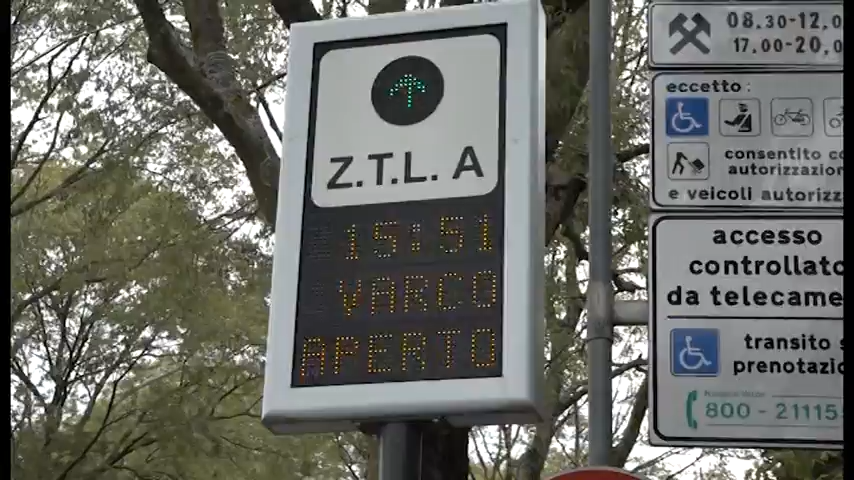 Z.T.L. A
15:51
VARCO
APERTO
08.30-12,0
17,00-20,0
eccetto:
consentito co
autorizzazion
e veicoli autorizz
accesso
controllato
da telecame
transito s
prenotazio
800 - 21115